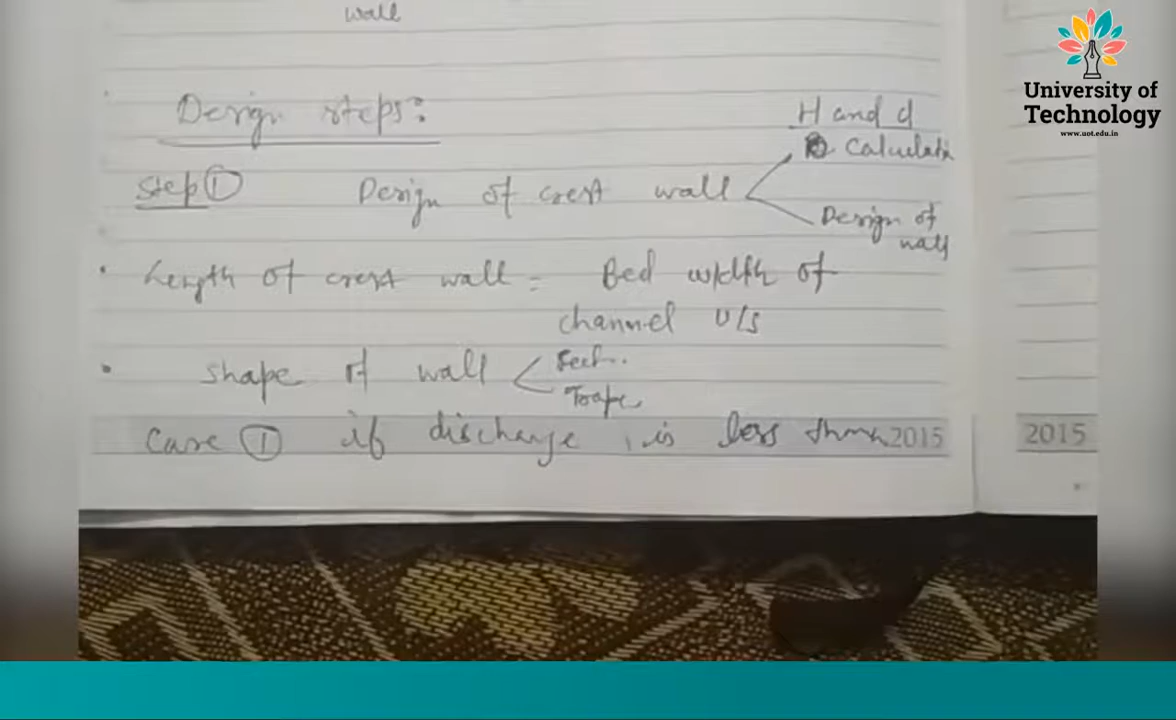 wall
University of
Technology
www.uot.edu.in
Design steps:
H and d
Calculati
Step ① Design of crest wall
Design of
wall
• Length of crest wall = Bed width of
channel U/S
• Shape of wall
Rect..
Trape
Case ① if discharge is less than 2015
2015